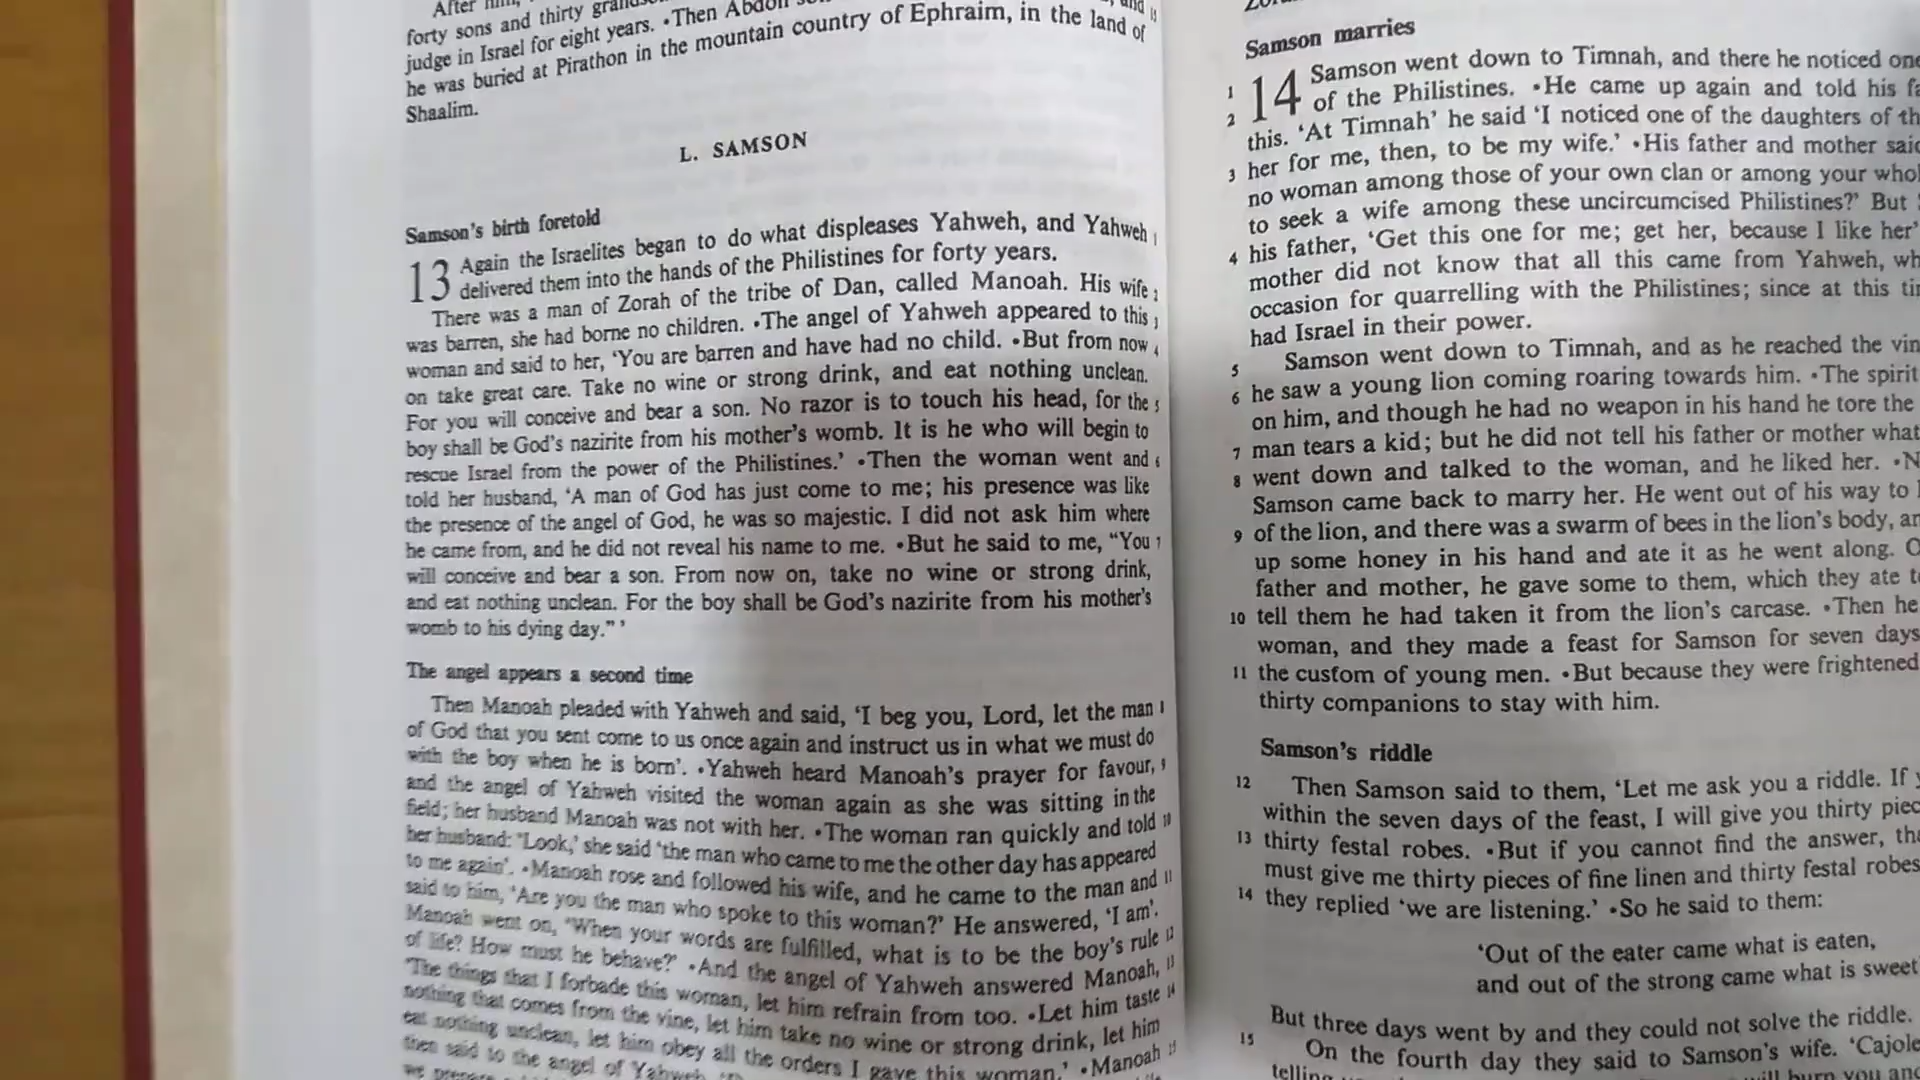 After him,
forty sons and thirty
judge in Israel for eight years. •Then Abdon
he was buried at Pirathon in the mountain country of Ephraim, in the land of
Shaalim.
L. SAMSON
Samson's birth foretold
13 Again the Israelites began to do what displeases Yahweh, and Yahweh 1
delivered them into the hands of the Philistines for forty years.
There was a man of Zorah of the tribe of Dan, called Manoah. His wife 2
was barren, she had borne no children. •The angel of Yahweh appeared to this 3
woman and said to her, 'You are barren and have had no child. •But from now 4
on take great care. Take no wine or strong drink, and eat nothing unclean.
For you will conceive and bear a son. No razor is to touch his head, for the 5
boy shall be God's nazirite from his mother's womb. It is he who will begin to
rescue Israel from the power of the Philistines.' •Then the woman went and 6
told her husband, 'A man of God has just come to me; his presence was like
the presence of the angel of God, he was so majestic. I did not ask him where
he came from, and he did not reveal his name to me. •But he said to me, "You 7
will conceive and bear a son. From now on, take no wine or strong drink,
and eat nothing unclean. For the boy shall be God's nazirite from his mother's
womb to his dying day." '
The angel appears a second time
Then Manoah pleaded with Yahweh and said, 'I beg you, Lord, let the man 8
of God that you sent come to us once again and instruct us in what we must do
with the boy when he is born'. •Yahweh heard Manoah's prayer for favour, 9
and the angel of Yahweh visited the woman again as she was sitting in the
field; her husband Manoah was not with her. •The woman ran quickly and told 10
her husband: 'Look,' she said 'the man who came to me the other day has appeared
to me again'. •Manoah rose and followed his wife, and he came to the man and 11
said to him, 'Are you the man who spoke to this woman?' He answered, 'I am'.
Manoah went on, 'When your words are fulfilled, what is to be the boy's rule 12
of life? How must he behave?' •And the angel of Yahweh answered Manoah, 13
'The things that I forbade this woman, let him refrain from too. •Let him taste 14
nothing that comes from the vine, let him take no wine or strong drink, let him
eat nothing unclean, let him obey all the orders I gave this woman.' •Manoah 15
then said to the angel of Yahweh,
Samson marries
1 14 Samson went down to Timnah, and there he noticed one
2 of the Philistines. •He came up again and told his
this. 'At Timnah' he said 'I noticed one of the daughters of
3 her for me, then, to be my wife.' •His father and mother
no woman among those of your own clan or among your
to seek a wife among these uncircumcised Philistines?' But
4 his father, 'Get this one for me; get her, because I like her'
mother did not know that all this came from Yahweh,
occasion for quarrelling with the Philistines; since at this
had Israel in their power.
5 Samson went down to Timnah, and as he reached the
6 he saw a young lion coming roaring towards him. •The spirit
on him, and though he had no weapon in his hand he tore the
7 man tears a kid; but he did not tell his father or mother what
8 went down and talked to the woman, and he liked her.
Samson came back to marry her. He went out of his way to
9 of the lion, and there was a swarm of bees in the lion's body,
up some honey in his hand and ate it as he went along.
father and mother, he gave some to them, which they ate
10 tell them he had taken it from the lion's carcase. •Then he
woman, and they made a feast for Samson for seven days
11 the custom of young men. •But because they were frightened
thirty companions to stay with him.
Samson's riddle
12 Then Samson said to them, 'Let me ask you a riddle. If
within the seven days of the feast, I will give you thirty
13 thirty festal robes. •But if you cannot find the answer,
must give me thirty pieces of fine linen and thirty festal robes
14 they replied 'we are listening.' •So he said to them:
'Out of the eater came what is eaten,
and out of the strong came what is sweet
But three days went by and they could not solve the riddle.
15 On the fourth day they said to Samson's wife. 'Cajole